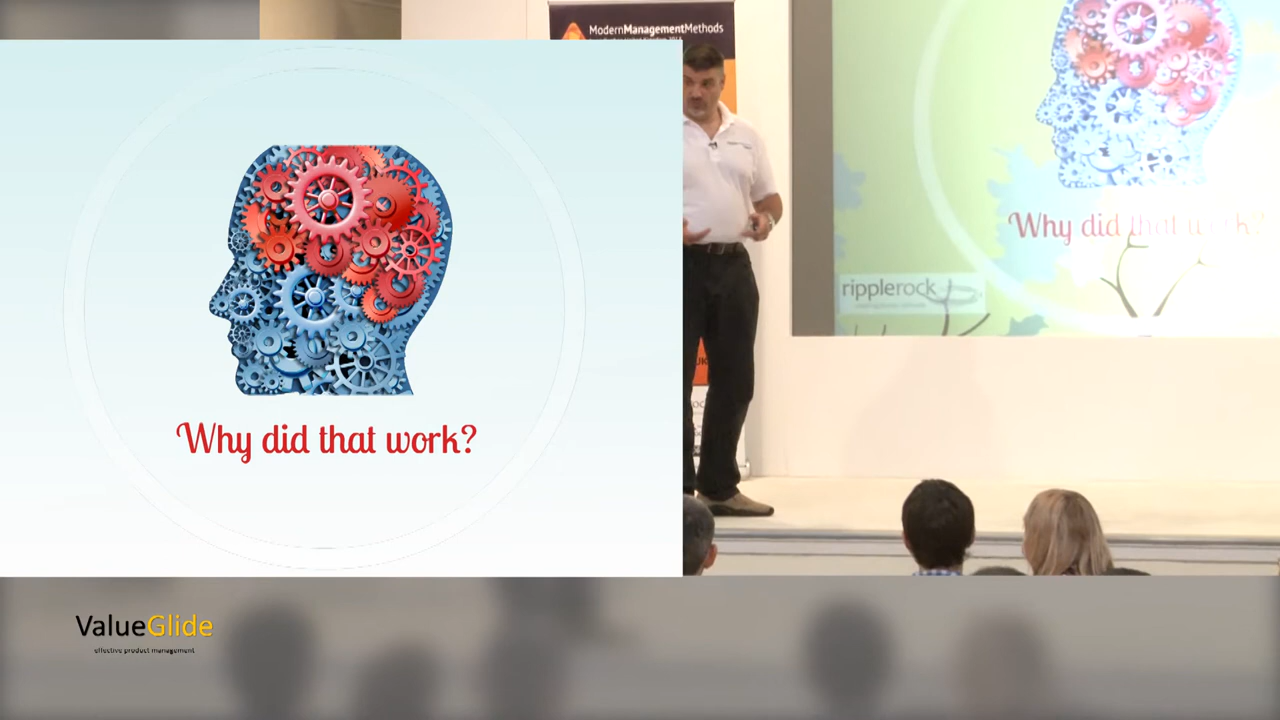 ModernManagementMethods
Why did that work?
Why did that work?
ripplerock
ValueGlide
effective product management